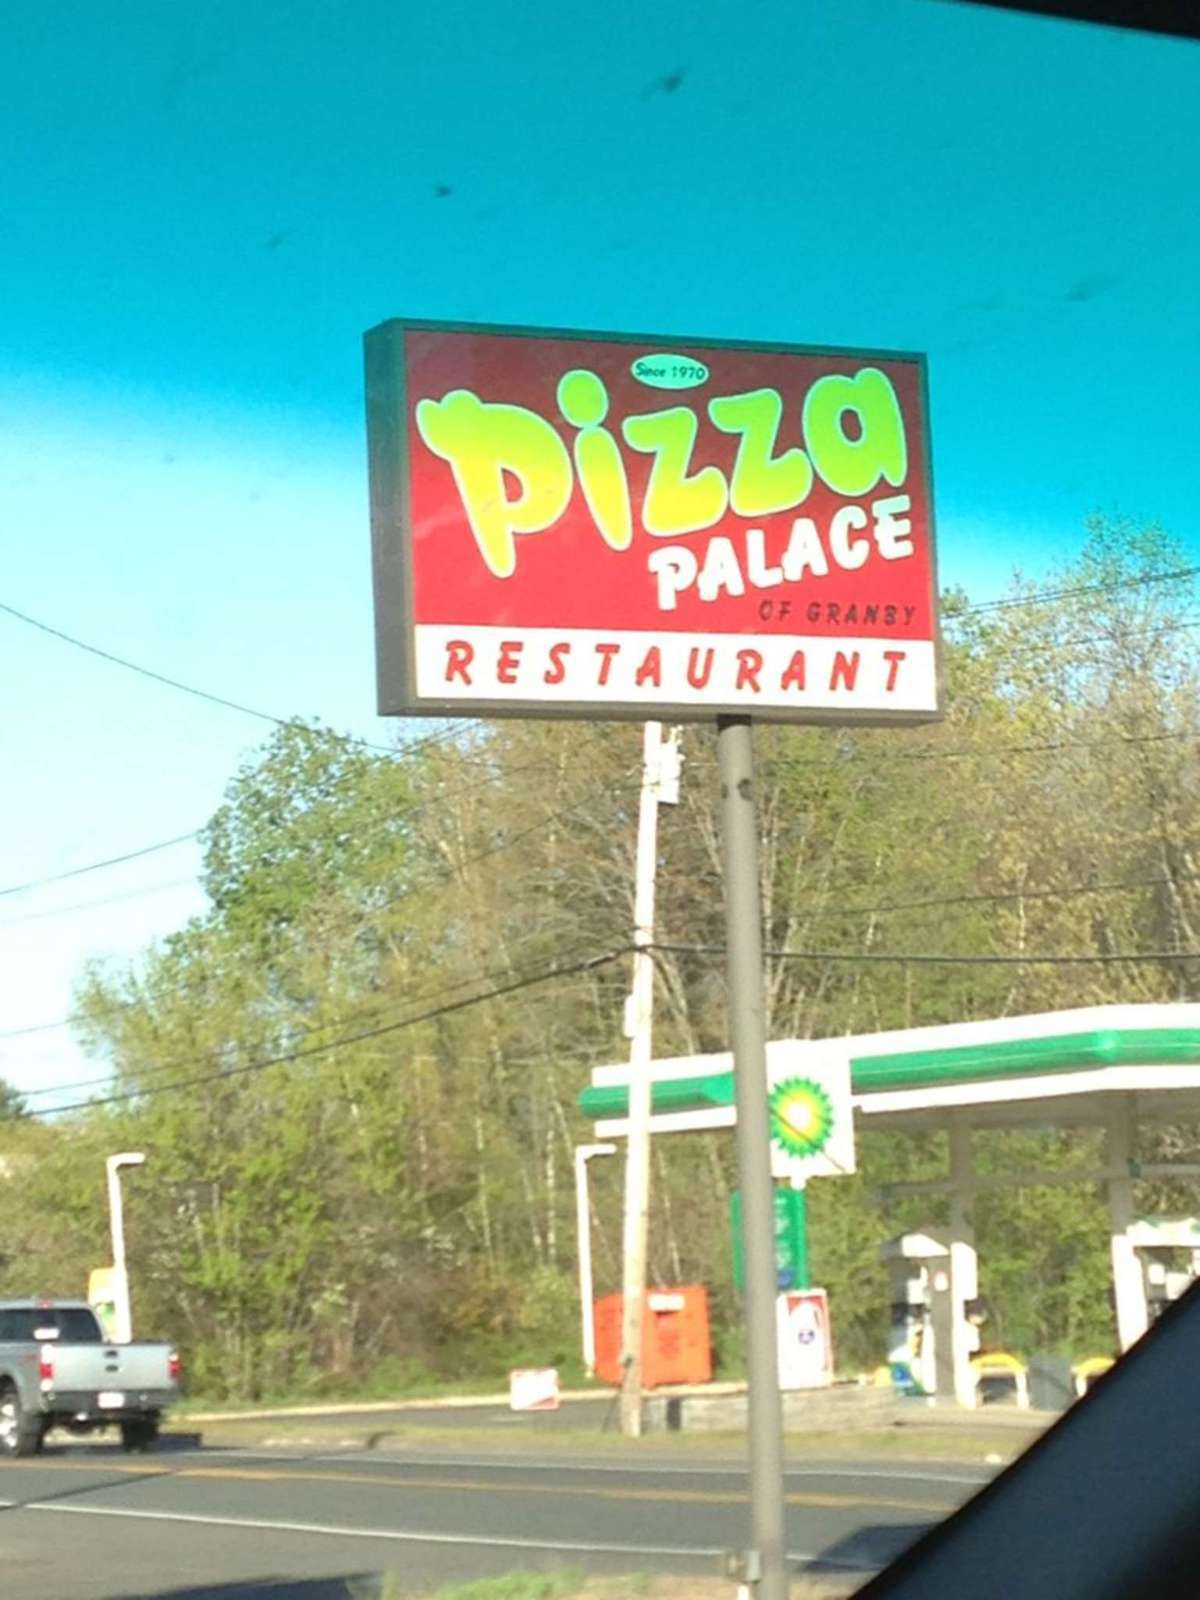 Since 1970
Pizza
PALACE
OF GRANBY
RESTAURANT